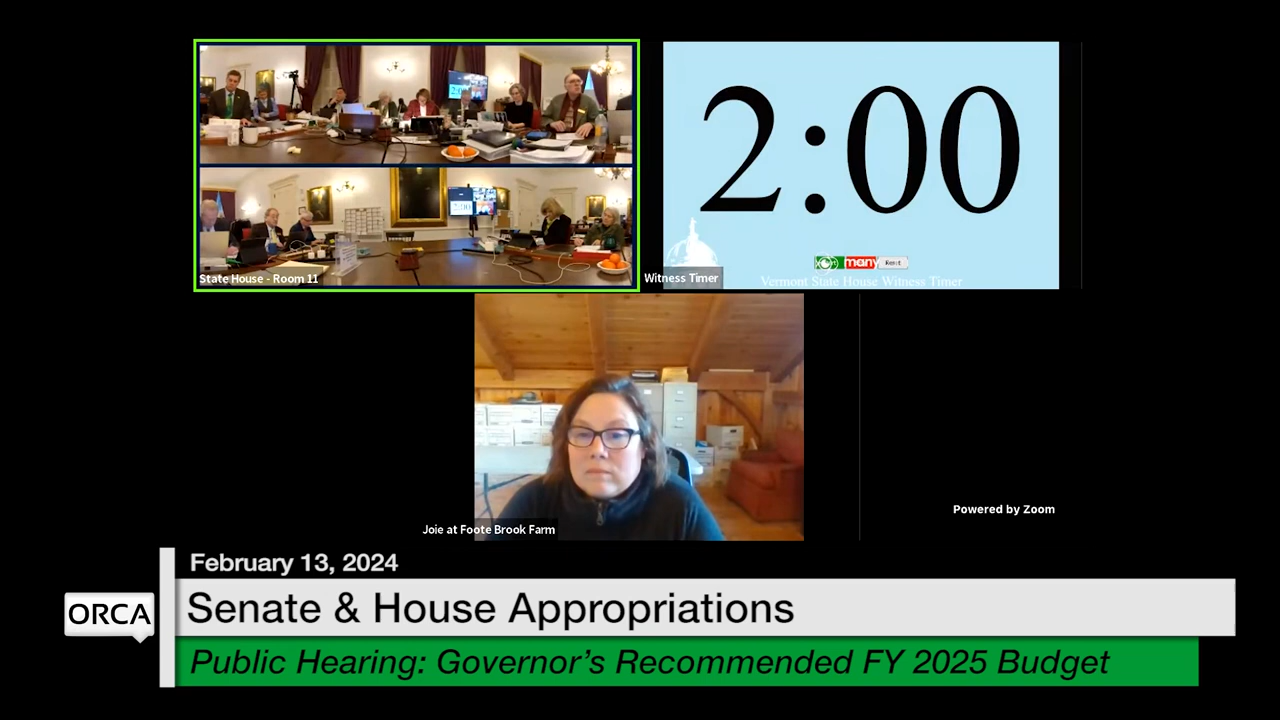 2:00
State House - Room 11
Witness Timer
many
Vermont State House Witness Timer
Joie at Foote Brook Farm
Powered by Zoom
February 13, 2024
ORCA
Senate & House Appropriations
Public Hearing: Governor's Recommended FY 2025 Budget